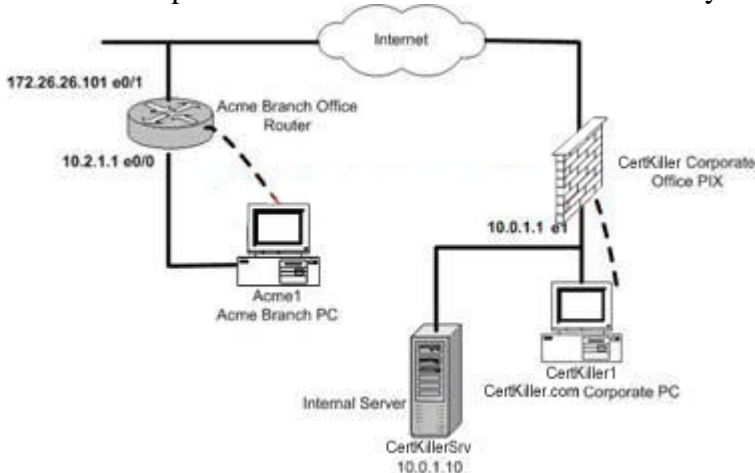 Internet
172.26.26.101 e0/1
Acme Branch Office
Router
10.2.1.1 e0/0
CertKiller Corporate
Office PIX
10.0.1.1 e1
Acme1
Acme Branch PC
CertKiller1
CertKiller.com Corporate PC
Internal Server
CertKillerSrv
10.0.1.10